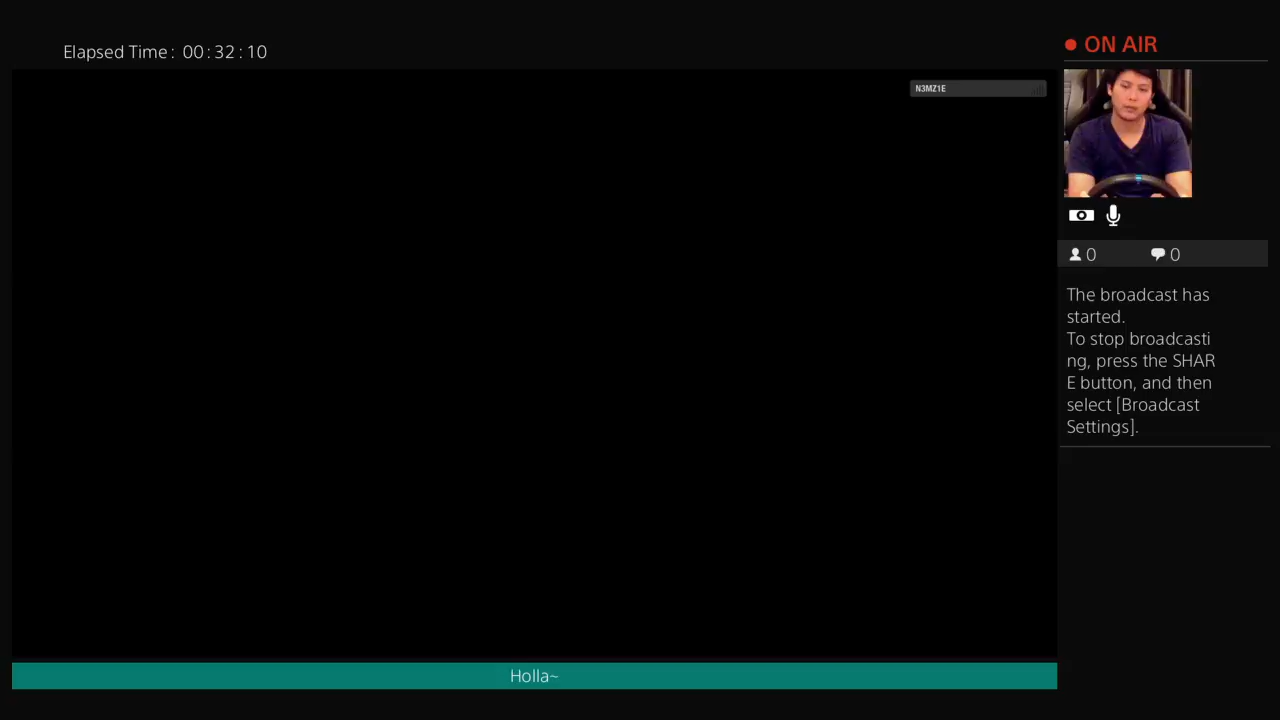 Elapsed Time: 00:32:10
ON AIR
N3MZ1E
0 0
The broadcast has
started.
To stop broadcasti
ng, press the SHAR
E button, and then
select [Broadcast
Settings].
Holla~